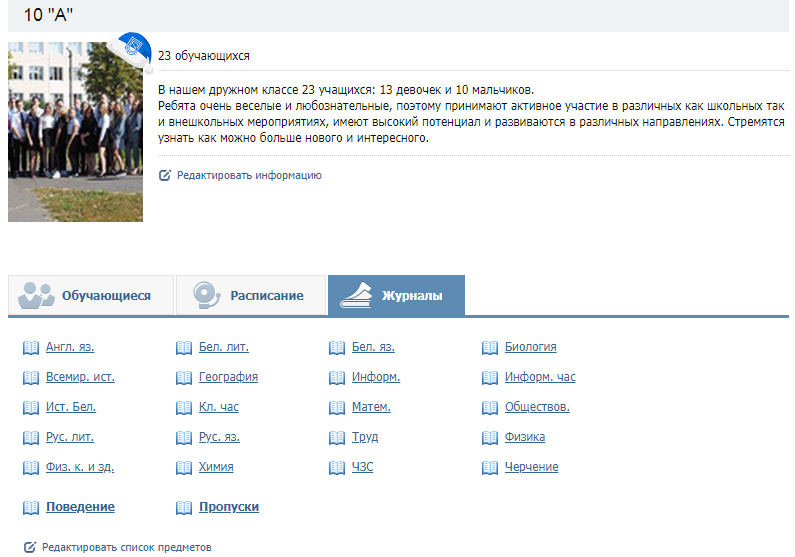 10 "А"
23 обучающихся
В нашем дружном классе 23 учащихся: 13 девочек и 10 мальчиков.
Ребята очень веселые и любознательные, поэтому принимают активное участие в различных как школьных так
и внешкольных мероприятиях, имеют высокий потенциал и развиваются в различных направлениях. Стремятся
узнать как можно больше нового и интересного.
Редактировать информацию
Обучающиеся Расписание Журналы
Англ. яз. Бел. лит. Бел. яз. Биология
Всемир. ист. География Информ. Информ. час
Ист. Бел. Кл. час Матем. Обществов.
Рус. лит. Рус. яз. Труд Физика
Физ. к. и зд. Химия ЧЗС Черчение
Поведение Пропуски
Редактировать список предметов